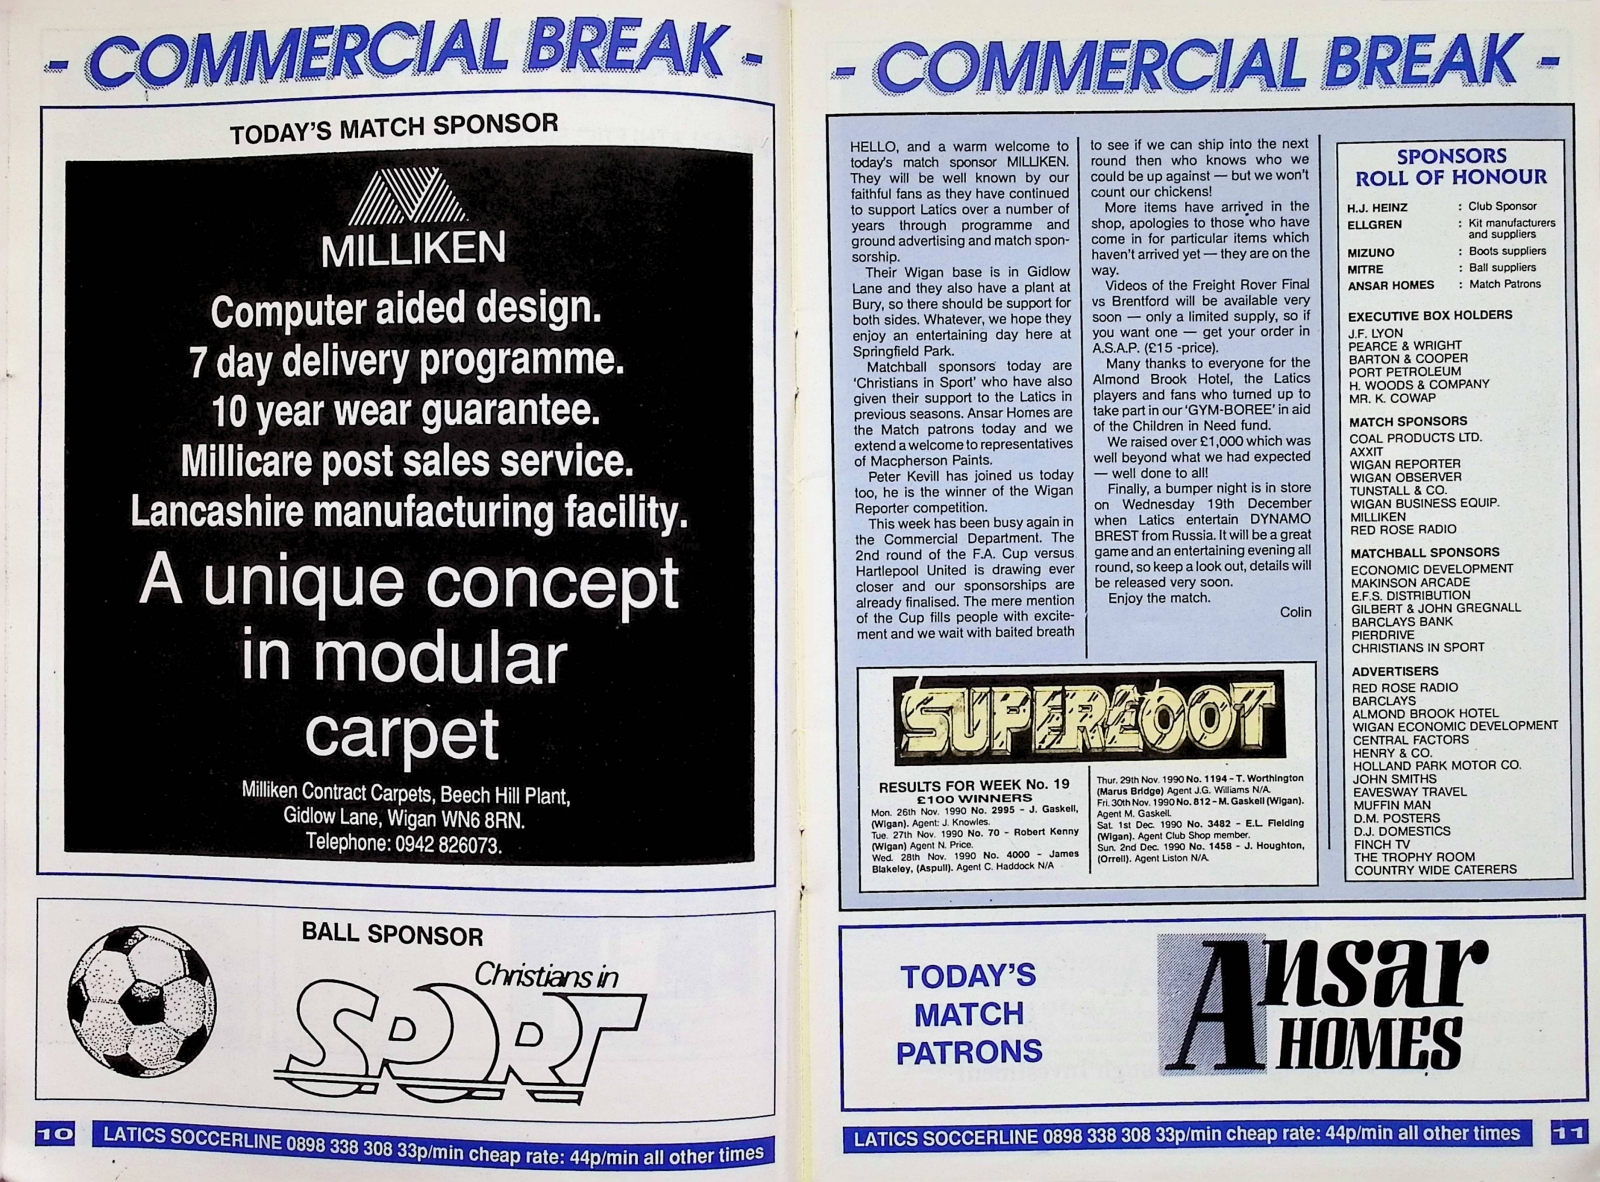 - COMMERCIAL BREAK -
TODAY'S MATCH SPONSOR
MILLIKEN
Computer aided design.
7 day delivery programme.
10 year wear guarantee.
Millicare post sales service.
Lancashire manufacturing facility.
A unique concept
in modular
carpet
Milliken Contract Carpets, Beech Hill Plant,
Gidlow Lane, Wigan WN6 8RN.
Telephone: 0942 826073.
BALL SPONSOR
Christians in
SPORT
10
LATICS SOCCERLINE 0898 338 308 33p/min cheap rate: 44p/min all other times
- COMMERCIAL BREAK -
HELLO, and a warm welcome to
today's match sponsor MILLIKEN.
They will be well known by our
faithful fans as they have continued
to support Latics over a number of
years through programme and
ground advertising and match spon-
sorship.
Their Wigan base is in Gidlow
Lane and they also have a plant at
Bury, so there should be support for
both sides. Whatever, we hope they
enjoy an entertaining day here at
Springfield Park.
Matchball sponsors today are
'Christians in Sport' who have also
given their support to the Latics in
previous seasons. Ansar Homes are
the Match patrons today and we
extend a welcome to representatives
of Macpherson Paints.
Peter Kevill has joined us today
too, he is the winner of the Wigan
Reporter competition.
This week has been busy again in
the Commercial Department. The
2nd round of the F.A. Cup versus
Hartlepool United is drawing ever
closer and our sponsorships are
already finalised. The mere mention
of the Cup fills people with excite-
ment and we wait with baited breath
to see if we can ship into the next
round then who knows who we
could be up against — but we won't
count our chickens!
More items have arrived in the
shop, apologies to those who have
come in for particular items which
haven't arrived yet — they are on the
way.
Videos of the Freight Rover Final
vs Brentford will be available very
soon — only a limited supply, so if
you want one — get your order in
A.S.A.P. (£15 -price).
Many thanks to everyone for the
Almond Brook Hotel, the Latics
players and fans who turned up to
take part in our 'GYM-BOREE' in aid
of the Children in Need fund.
We raised over £1,000 which was
well beyond what we had expected
— well done to all!
Finally, a bumper night is in store
on Wednesday 19th December
when Latics entertain DYNAMO
BREST from Russia. It will be a great
game and an entertaining evening all
round, so keep a look out, details will
be released very soon.
Enjoy the match.
Colin
SUPERLOOT
RESULTS FOR WEEK No. 19
£100 WINNERS
Mon. 26th Nov. 1990 No. 2995 - J. Gaskell,
(Wigan). Agent: J. Knowles.
Tue. 27th Nov. 1990 No. 70 - Robert Kenny
(Wigan) Agent N. Price.
Wed. 28th Nov. 1990 No. 4000 - James
Blakeley, (Aspull). Agent C. Haddock N/A
Thur. 29th Nov. 1990 No. 1194 - T. Worthington
(Marus Bridge) Agent J.G. Williams N/A.
Fri. 30th Nov. 1990 No. 812 - M. Gaskell (Wigan).
Agent M. Gaskell.
Sat. 1st Dec. 1990 No. 3482 - E.L. Fielding
(Wigan). Agent Club Shop member.
Sun. 2nd Dec. 1990 No. 1458 - J. Houghton,
(Orrell). Agent Liston N/A.
SPONSORS
ROLL OF HONOUR
H.J. HEINZ : Club Sponsor
ELLGREN : Kit manufacturers
and suppliers
MIZUNO : Boots suppliers
MITRE : Ball suppliers
ANSAR HOMES : Match Patrons
EXECUTIVE BOX HOLDERS
J.F. LYON
PEARCE & WRIGHT
BARTON & COOPER
PORT PETROLEUM
H. WOODS & COMPANY
MR. K. COWAP
MATCH SPONSORS
COAL PRODUCTS LTD.
AXXIT
WIGAN REPORTER
WIGAN OBSERVER
TUNSTALL & CO.
WIGAN BUSINESS EQUIP.
MILLIKEN
RED ROSE RADIO
MATCHBALL SPONSORS
ECONOMIC DEVELOPMENT
MAKINSON ARCADE
E.F.S. DISTRIBUTION
GILBERT & JOHN GREGNALL
BARCLAYS BANK
PIERDRIVE
CHRISTIANS IN SPORT
ADVERTISERS
RED ROSE RADIO
BARCLAYS
ALMOND BROOK HOTEL
WIGAN ECONOMIC DEVELOPMENT
CENTRAL FACTORS
HENRY & CO.
HOLLAND PARK MOTOR CO.
JOHN SMITHS
EAVESWAY TRAVEL
MUFFIN MAN
D.M. POSTERS
D.J. DOMESTICS
FINCH TV
THE TROPHY ROOM
COUNTRY WIDE CATERERS
TODAY'S
MATCH
PATRONS
Ansar
HOMES
LATICS SOCCERLINE 0898 338 308 33p/min cheap rate: 44p/min all other times
11